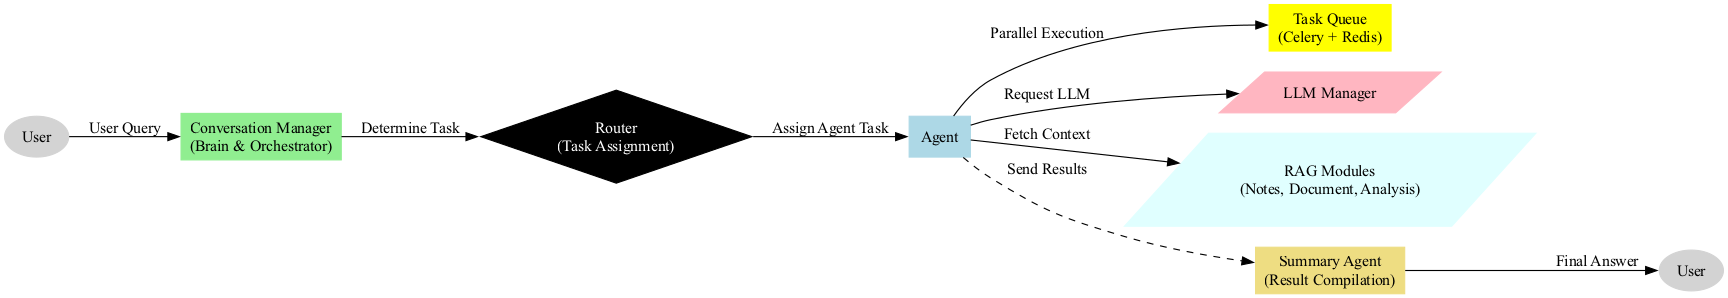 User
User Query
Conversation Manager
(Brain & Orchestrator)
Determine Task
Router
(Task Assignment)
Assign Agent Task
Agent
Parallel Execution
Task Queue
(Celery + Redis)
Request LLM
LLM Manager
Fetch Context
RAG Modules
(Notes, Document, Analysis)
Send Results
Summary Agent
(Result Compilation)
Final Answer
User